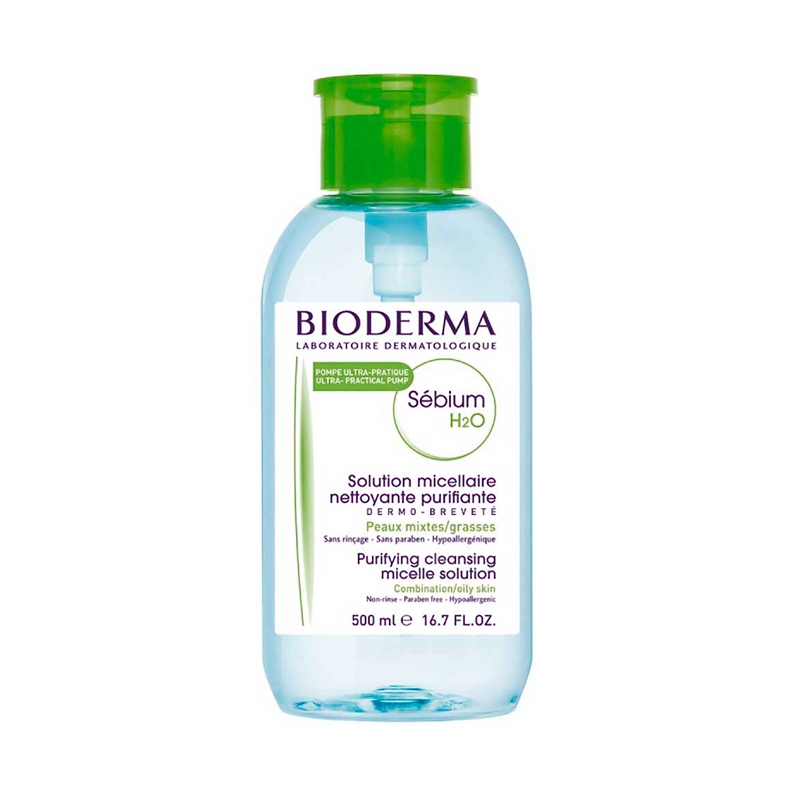 BIODERMA
LABORATOIRE DERMATOLOGIQUE
POMPE ULTRA-PRATIQUE
ULTRA- PRACTICAL PUMP
Sébium
H2O
Solution micellaire
nettoyante purifiante
DERMO-BREVETÉ
Peaux mixtes/grasses
Sans rinçage - Sans paraben - Hypoallergénique
Purifying cleansing
micelle solution
Combination/oily skin
Non-rinse - Paraben free - Hypoallergenic
500 ml ℮ 16.7 FL.OZ.